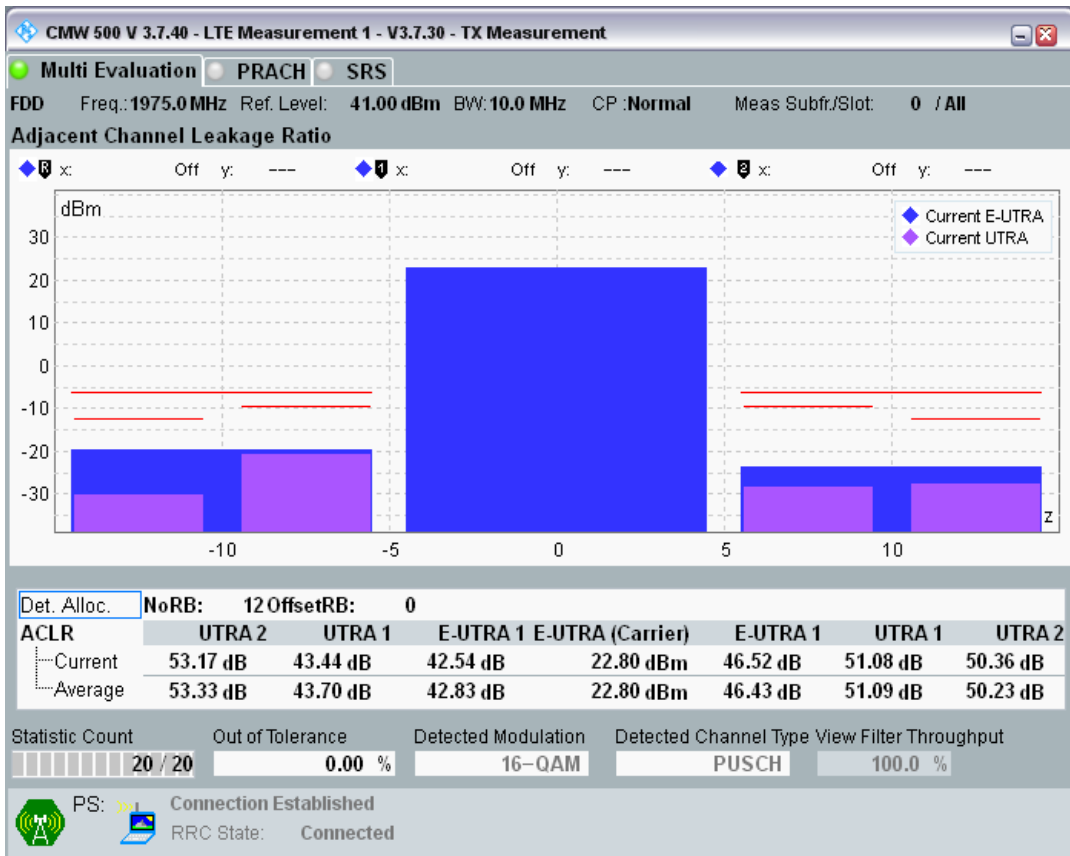 CMW 500 V 3.7.40 - LTE Measurement 1 - V3.7.30 - TX Measurement
Multi Evaluation PRACH SRS
FDD Freq.: 1975.0 MHz Ref. Level: 41.00 dBm BW: 10.0 MHz CP : Normal Meas Subfr./Slot: 0 / All
Adjacent Channel Leakage Ratio
R x: Off y: --- 1 x: Off y: --- 2 x: Off y: ---
dBm
Current E-UTRA
Current UTRA
30
20
10
0
-10
-20
-30
z
-10 -5 0 5 10
Det. Alloc. NoRB: 12 OffsetRB: 0
ACLR UTRA 2 UTRA 1 E-UTRA 1 E-UTRA (Carrier) E-UTRA 1 UTRA 1 UTRA 2
Current 53.17 dB 43.44 dB 42.54 dB 22.80 dBm 46.52 dB 51.08 dB 50.36 dB
Average 53.33 dB 43.70 dB 42.83 dB 22.80 dBm 46.43 dB 51.09 dB 50.23 dB
Statistic Count Out of Tolerance Detected Modulation Detected Channel Type View Filter Throughput
20 / 20 0.00 % 16-QAM PUSCH 100.0 %
PS: Connection Established
RRC State: Connected